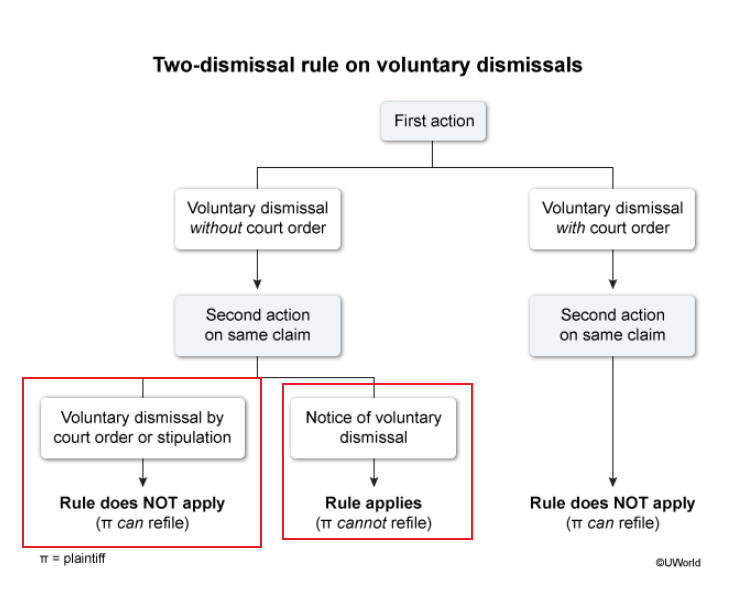 Two-dismissal rule on voluntary dismissals
First action
Voluntary dismissal
without court order
Voluntary dismissal
with court order
Second action
on same claim
Second action
on same claim
Voluntary dismissal by
court order or stipulation
Notice of voluntary
dismissal
Rule does NOT apply
(π can refile)
Rule applies
(π cannot refile)
Rule does NOT apply
(π can refile)
π = plaintiff
©UWorld